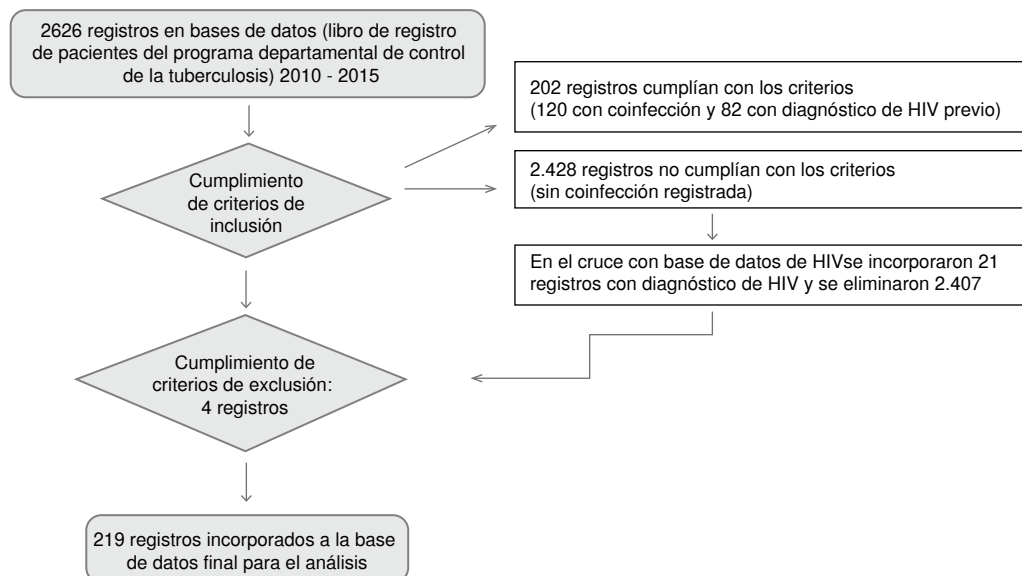 2626 registros en bases de datos (libro de registro
de pacientes del programa departamental de control
de la tuberculosis) 2010 - 2015
202 registros cumplían con los criterios
(120 con coinfección y 82 con diagnóstico de HIV previo)
Cumplimiento
de criterios de
inclusión
2.428 registros no cumplían con los criterios
(sin coinfección registrada)
En el cruce con base de datos de HIVse incorporaron 21
registros con diagnóstico de HIV y se eliminaron 2.407
Cumplimiento de
criterios de exclusión:
4 registros
219 registros incorporados a la base
de datos final para el análisis